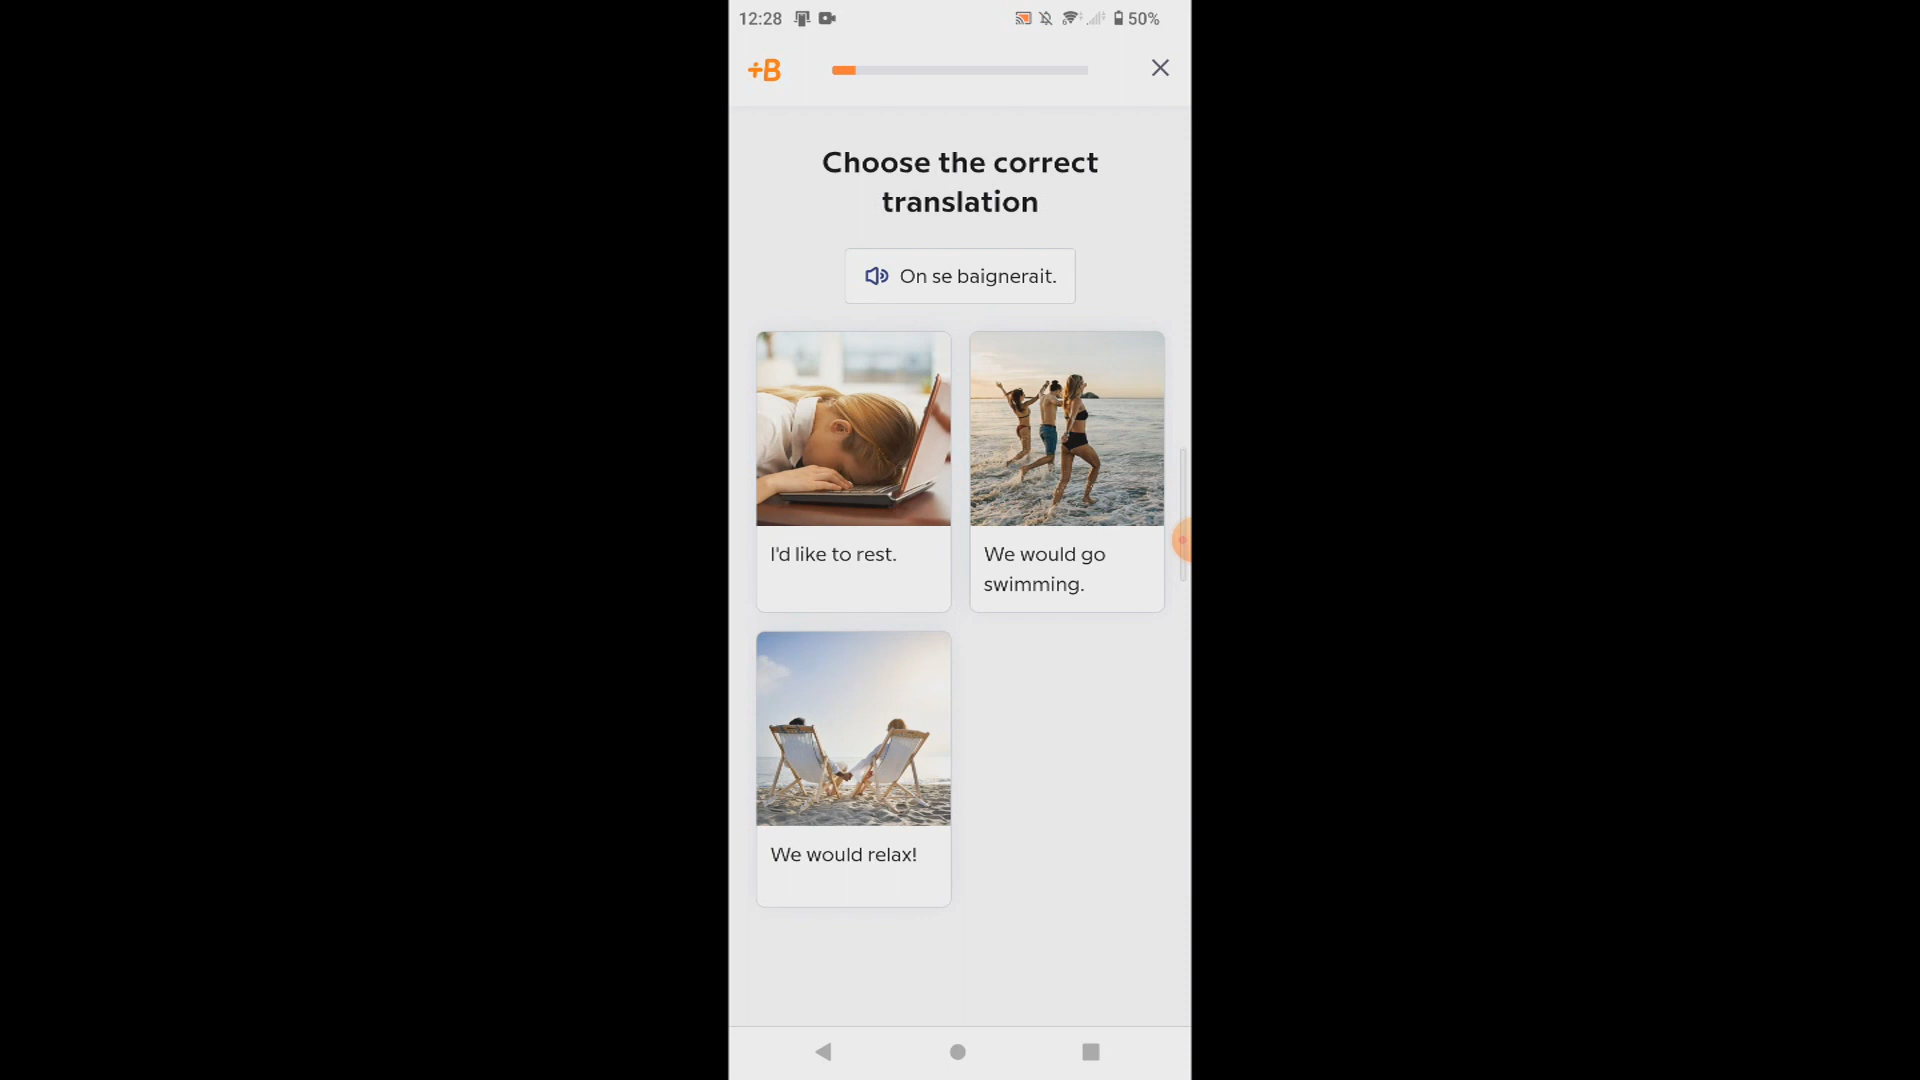 12:28
50%
+B
Choose the correct
translation
On se baignerait.
I'd like to rest.
We would go
swimming.
We would relax!